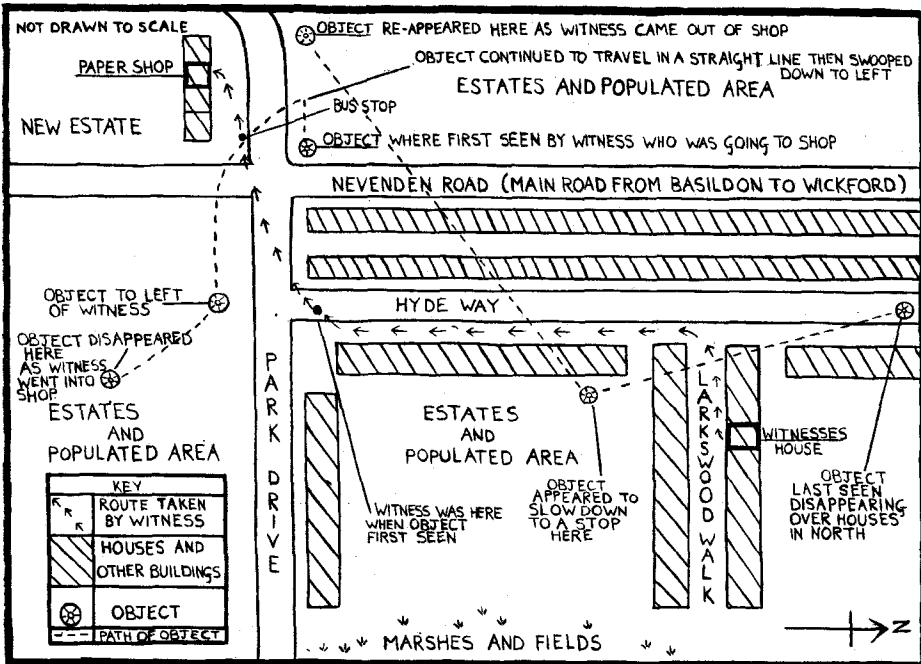 NOT DRAWN TO SCALE
PAPER SHOP
NEW ESTATE
BUS STOP
OBJECT RE-APPEARED HERE AS WITNESS CAME OUT OF SHOP
OBJECT CONTINUED TO TRAVEL IN A STRAIGHT LINE THEN SWOOPED
DOWN TO LEFT
ESTATES AND POPULATED AREA
OBJECT WHERE FIRST SEEN BY WITNESS WHO WAS GOING TO SHOP
NEVENDEN ROAD (MAIN ROAD FROM BASILDON TO WICKFORD)
OBJECT TO LEFT
OF WITNESS
HYDE WAY
OBJECT DISAPPEARED
HERE
AS WITNESS
WENT INTO
SHOP
ESTATES
AND
POPULATED AREA
PARK DRIVE
ESTATES
AND
POPULATED AREA
LARKSWOOD WALK
WITNESSES
HOUSE
WITNESS WAS HERE
WHEN OBJECT
FIRST SEEN
OBJECT
APPEARED TO
SLOW DOWN
TO A STOP
HERE
OBJECT
LAST SEEN
DISAPPEARING
OVER HOUSES
IN NORTH
KEY
ROUTE TAKEN
BY WITNESS
HOUSES AND
OTHER BUILDINGS
OBJECT
PATH OF OBJECT
MARSHES AND FIELDS
N